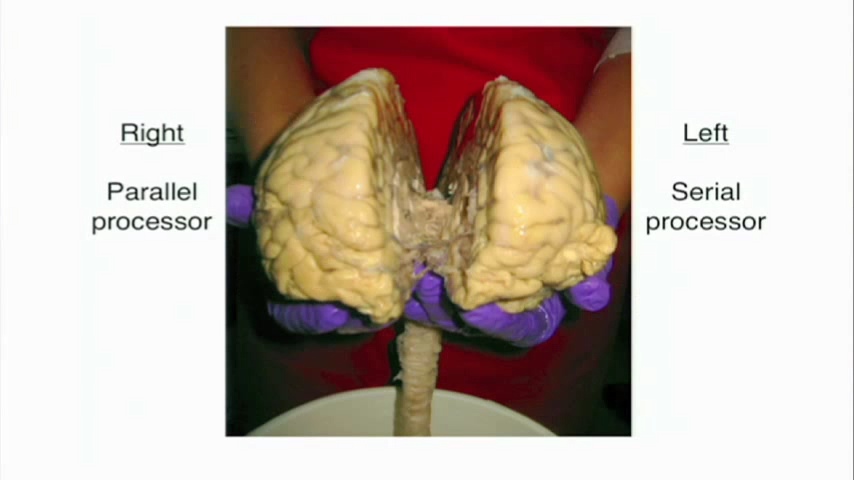 Right
Parallel
processor
Left
Serial
processor